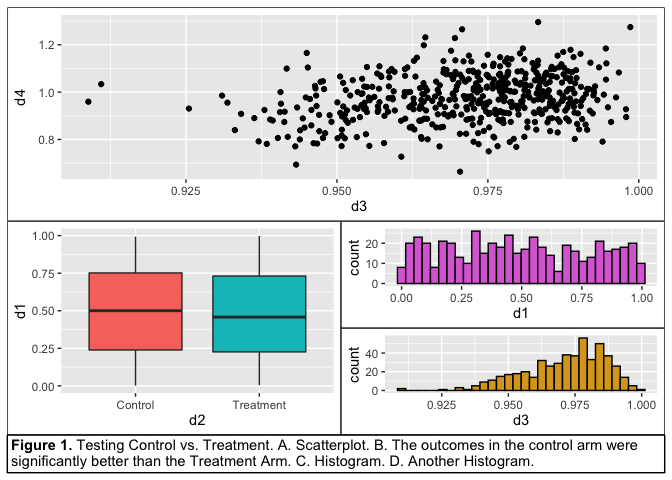 d4
1.2
1.0
0.8
0.925 0.950 0.975 1.000
d3
d1
1.00
0.75
0.50
0.25
0.00
Control Treatment
d2
count
20
10
0
0.00 0.25 0.50 0.75 1.00
d1
count
40
20
0
0.925 0.950 0.975 1.000
d3
Figure 1. Testing Control vs. Treatment. A. Scatterplot. B. The outcomes in the control arm were
significantly better than the Treatment Arm. C. Histogram. D. Another Histogram.